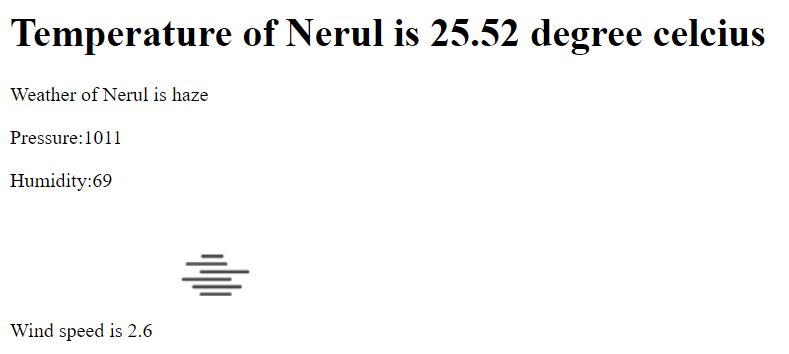 Temperature of Nerul is 25.52 degree celcius
Weather of Nerul is haze
Pressure:1011
Humidity:69
Wind speed is 2.6